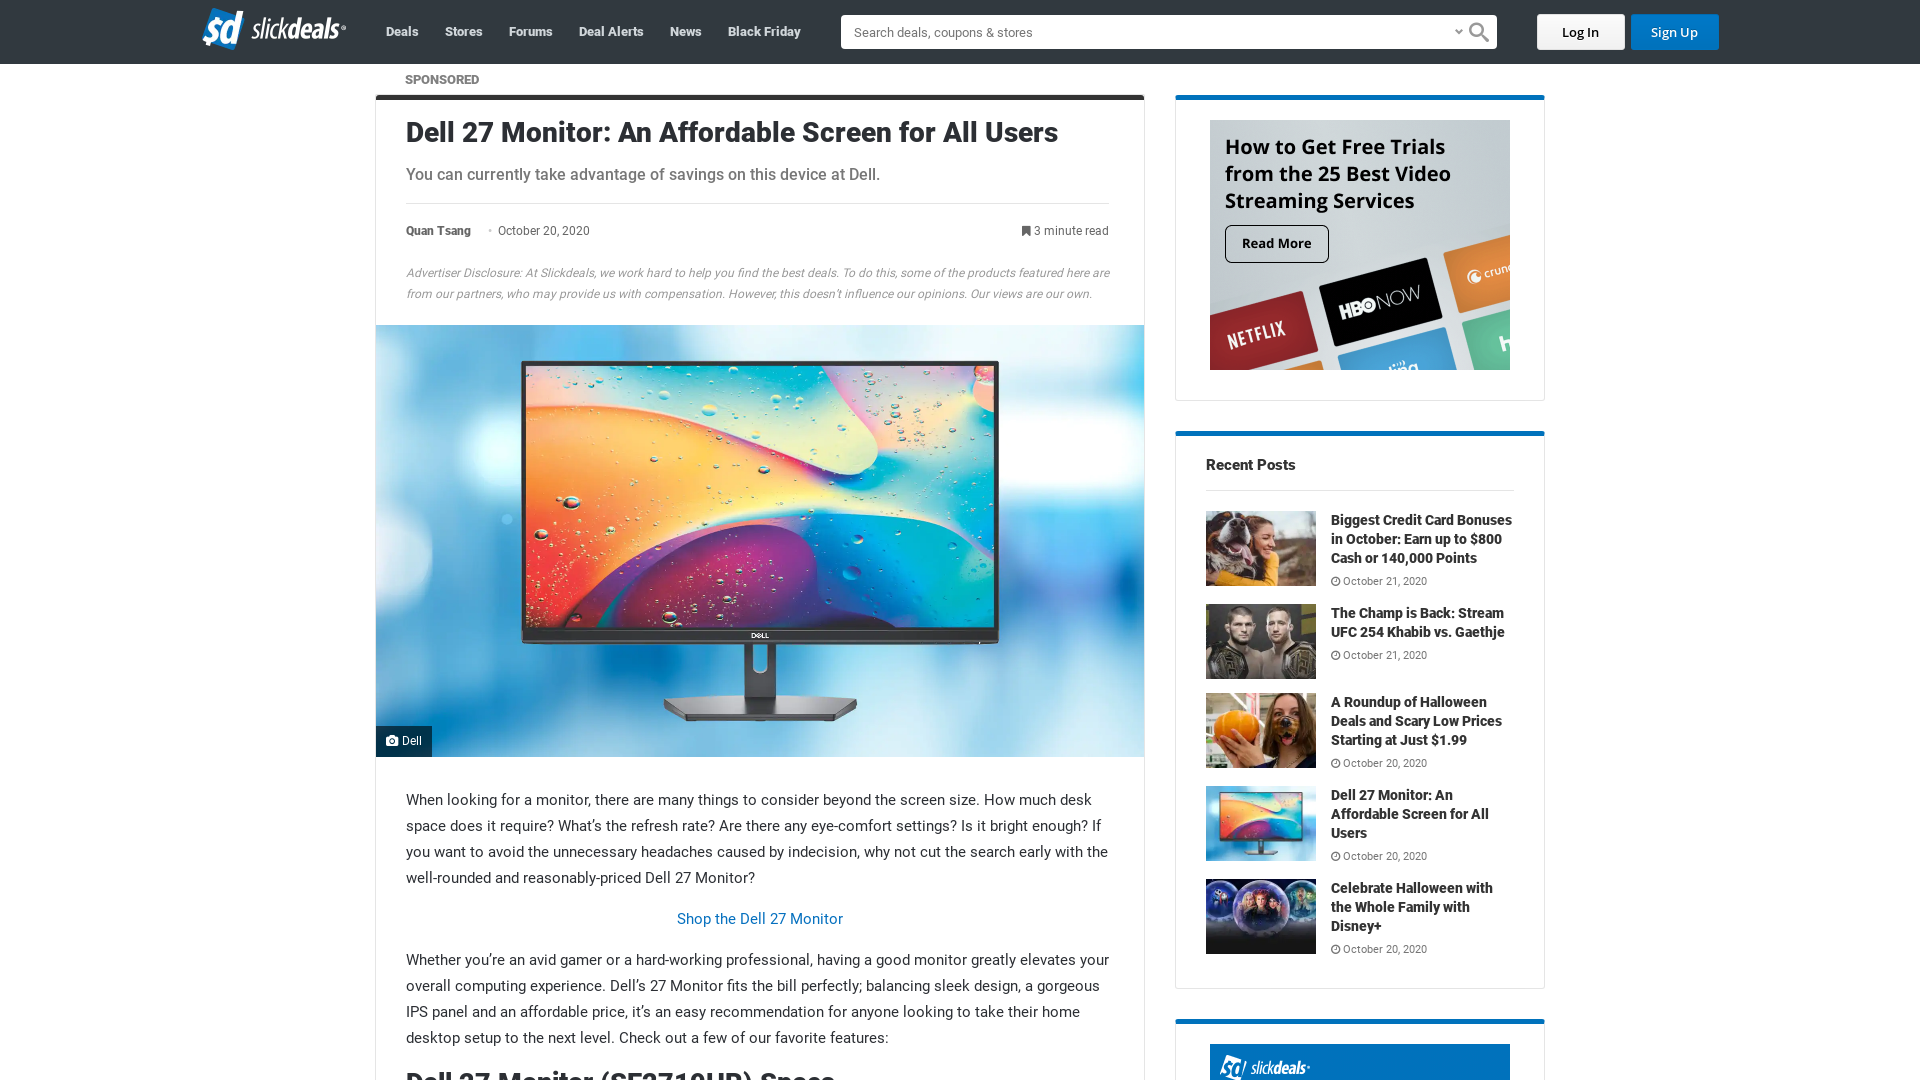 sd slickdeals
Deals
Stores
Forums
Deal Alerts
News
Black Friday
Search deals, coupons & stores
Log In
Sign Up
SPONSORED
Dell 27 Monitor: An Affordable Screen for All Users
You can currently take advantage of savings on this device at Dell.
Quan Tsang • October 20, 2020
3 minute read
Advertiser Disclosure: At Slickdeals, we work hard to help you find the best deals. To do this, some of the products featured here are
from our partners, who may provide us with compensation. However, this doesn’t influence our opinions. Our views are our own.
DELL
Dell
When looking for a monitor, there are many things to consider beyond the screen size. How much desk
space does it require? What’s the refresh rate? Are there any eye-comfort settings? Is it bright enough? If
you want to avoid the unnecessary headaches caused by indecision, why not cut the search early with the
well-rounded and reasonably-priced Dell 27 Monitor?
Shop the Dell 27 Monitor
Whether you’re an avid gamer or a hard-working professional, having a good monitor greatly elevates your
overall computing experience. Dell’s 27 Monitor fits the bill perfectly; balancing sleek design, a gorgeous
IPS panel and an affordable price, it’s an easy recommendation for anyone looking to take their home
desktop setup to the next level. Check out a few of our favorite features:
Dell 27 Monitor (SE2719HR) Specs
How to Get Free Trials
from the 25 Best Video
Streaming Services
Read More
NETFLIX
HBO NOW
crunc
ling
h
Recent Posts
Biggest Credit Card Bonuses
in October: Earn up to $800
Cash or 140,000 Points
October 21, 2020
The Champ is Back: Stream
UFC 254 Khabib vs. Gaethje
October 21, 2020
A Roundup of Halloween
Deals and Scary Low Prices
Starting at Just $1.99
October 20, 2020
Dell 27 Monitor: An
Affordable Screen for All
Users
October 20, 2020
Celebrate Halloween with
the Whole Family with
Disney+
October 20, 2020
sd slickdeals